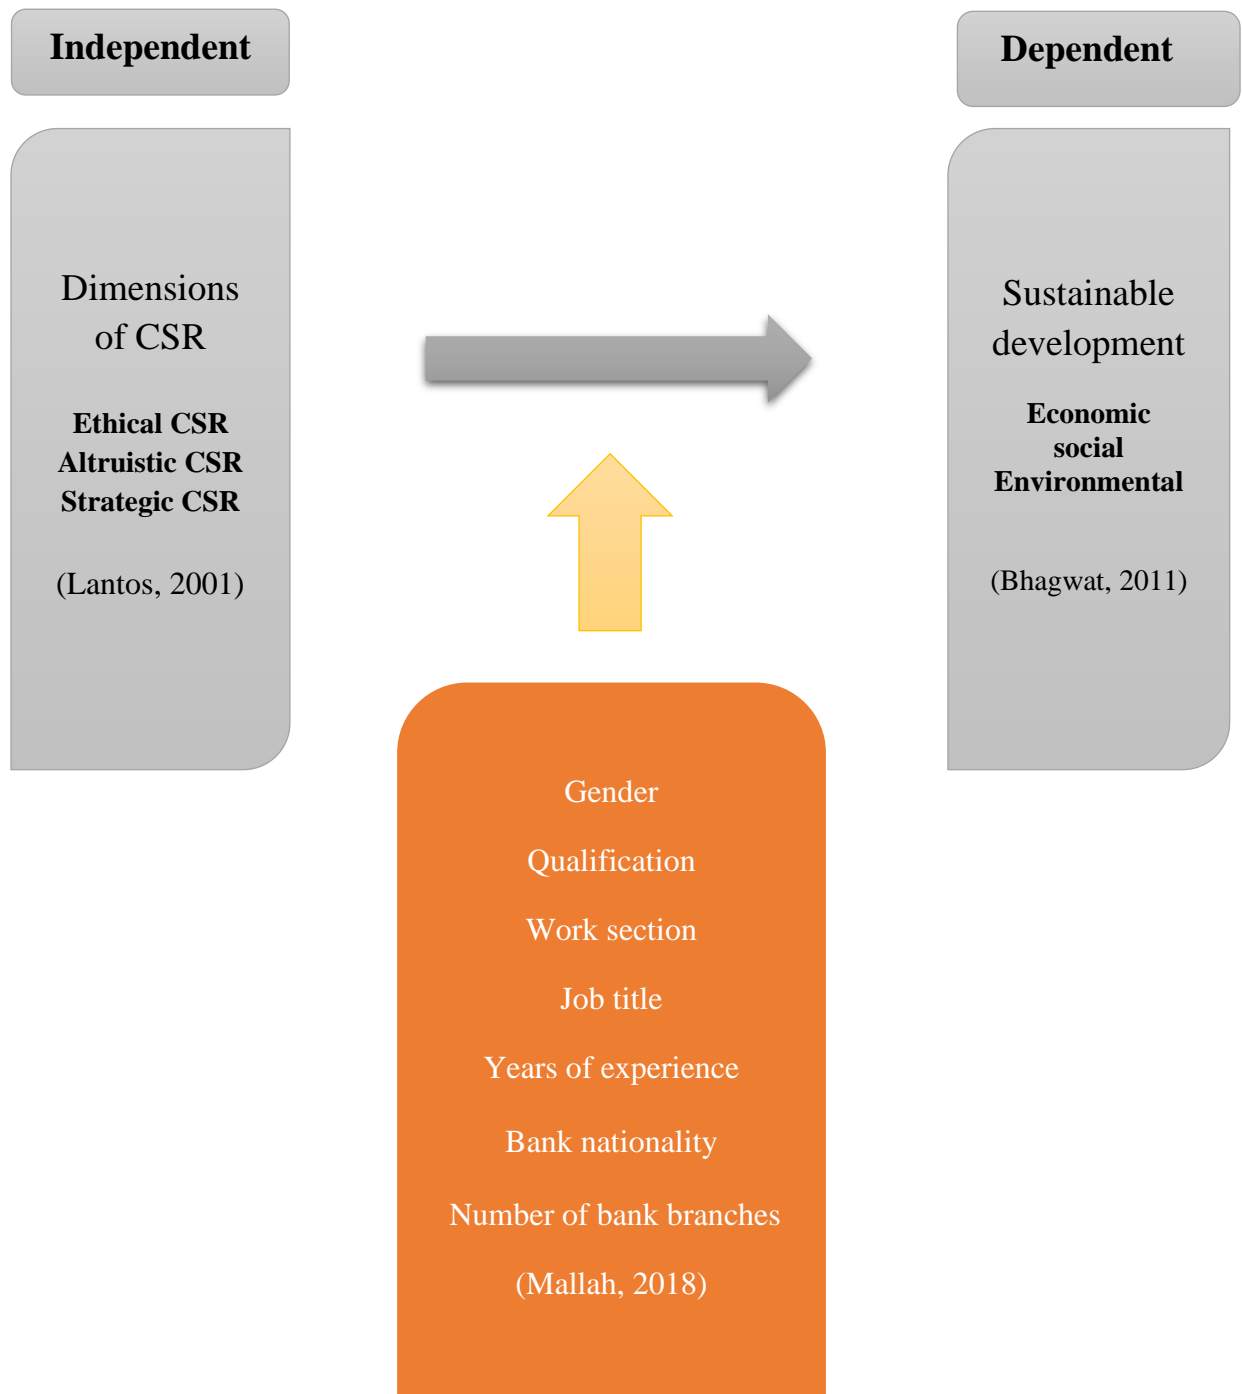 Independent
Dependent
Dimensions
of CSR
Ethical CSR
Altruistic CSR
Strategic CSR
(Lantos, 2001)
Sustainable
development
Economic
social
Environmental
(Bhagwat, 2011)
Gender
Qualification
Work section
Job title
Years of experience
Bank nationality
Number of bank branches
(Mallah, 2018)